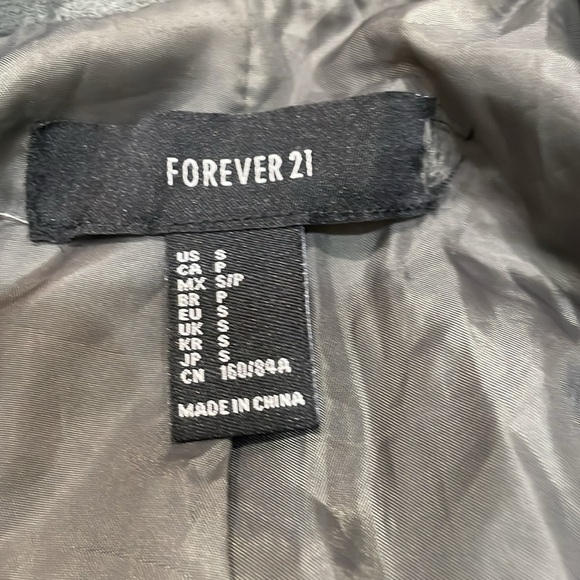 FOREVER 21
US S
CA P
MX S/P
BR P
EU S
UK S
KR S
JP S
CN 160/84A
MADE IN CHINA